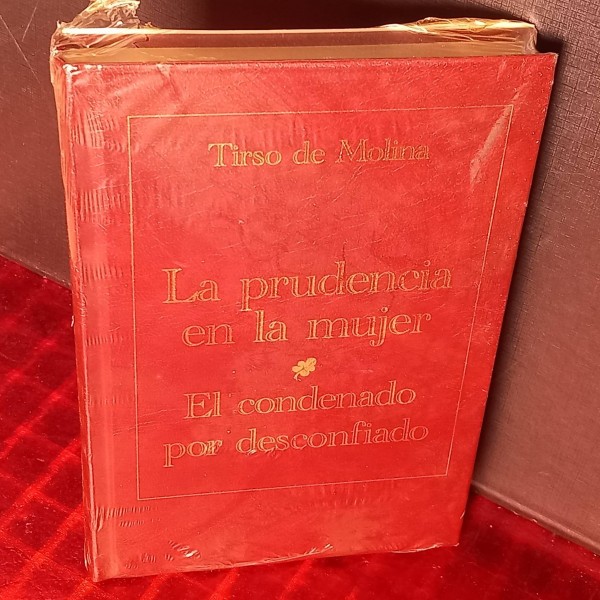 Tirso de Molina
La prudencia
en la mujer
El condenado
por desconfiado